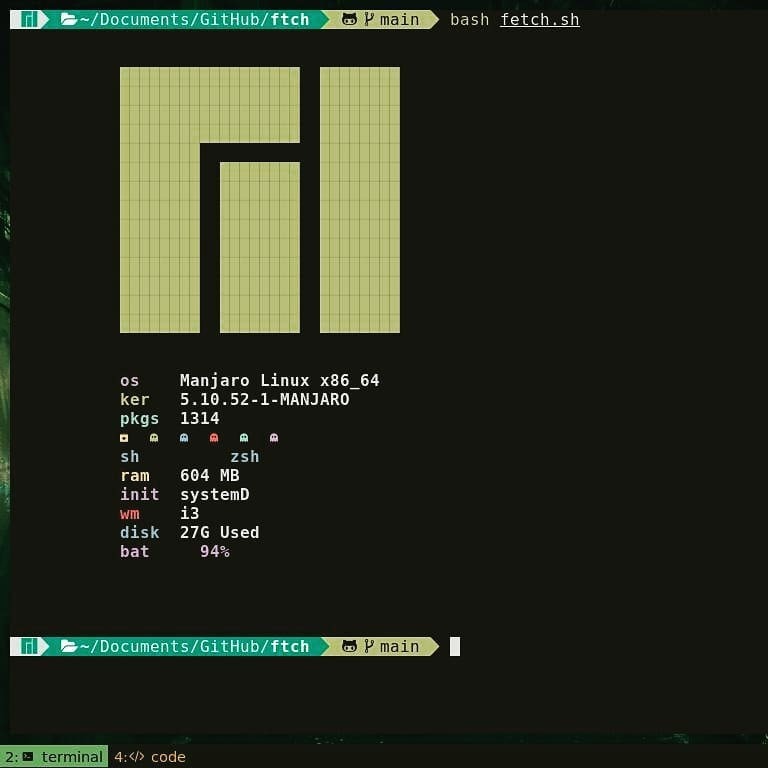 ~/Documents/GitHub/ftch main bash fetch.sh
os Manjaro Linux x86_64
ker 5.10.52-1-MANJARO
pkgs 1314
sh zsh
ram 604 MB
init systemD
wm i3
disk 27G Used
bat 94%
~/Documents/GitHub/ftch main
2: terminal 4:</> code